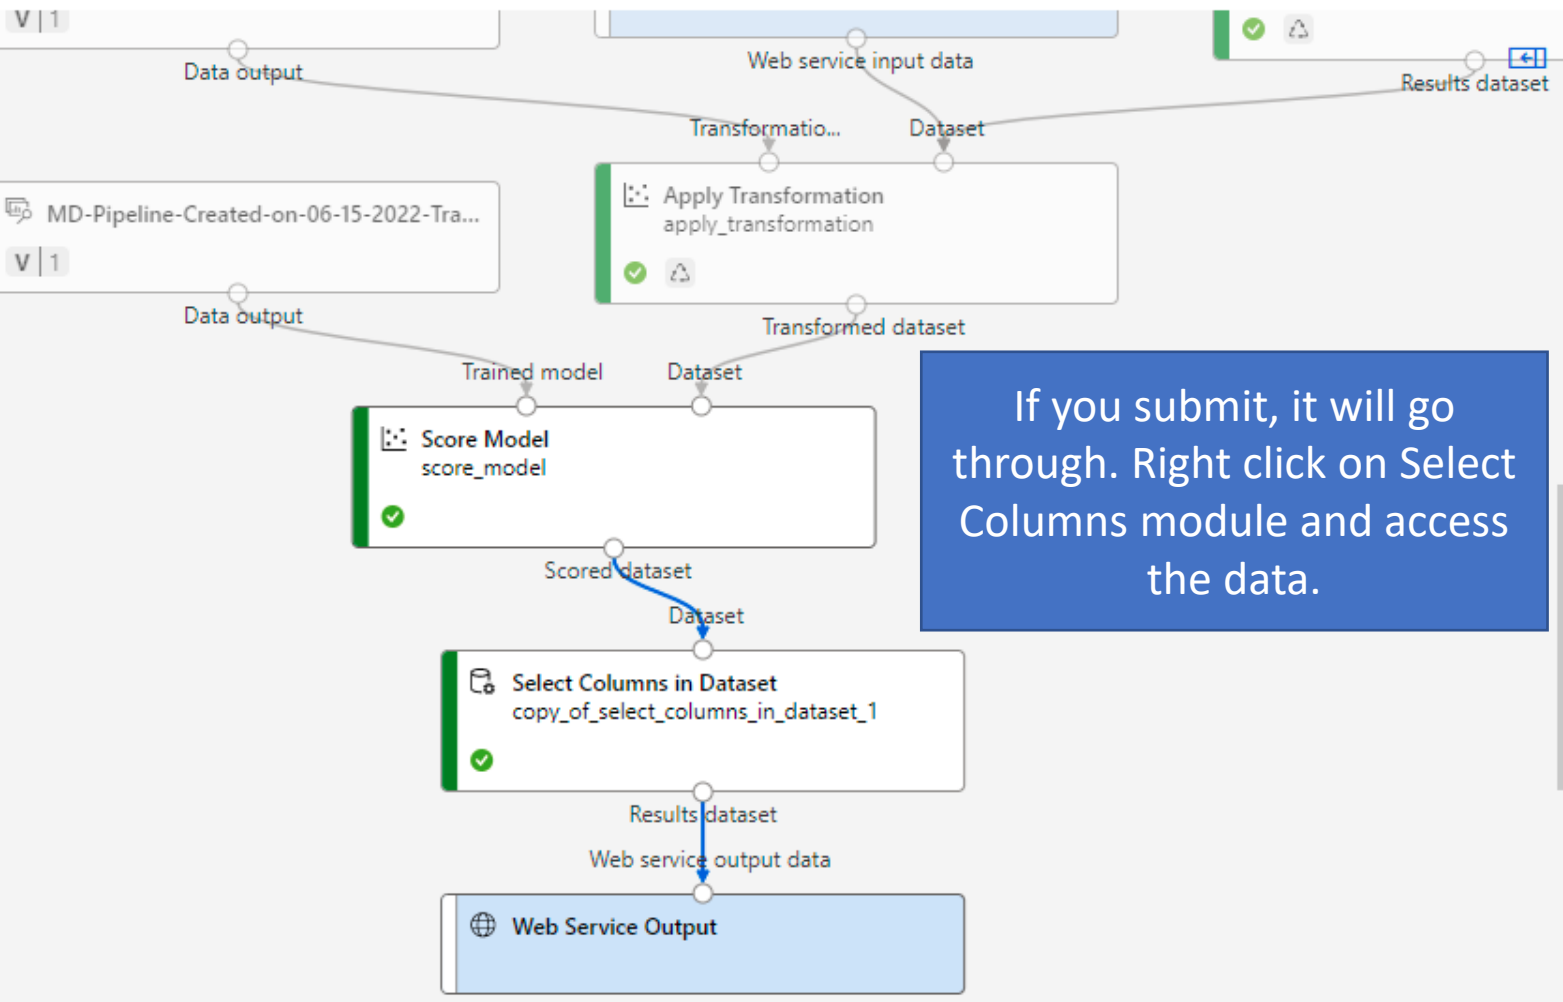 V | 1
Data output
Web service input data
Results dataset
Transformatio...
Dataset
MD-Pipeline-Created-on-06-15-2022-Tra...
V | 1
Data output
Apply Transformation
apply_transformation
Transformed dataset
Trained model
Dataset
Score Model
score_model
Scored dataset
If you submit, it will go
through. Right click on Select
Columns module and access
the data.
Dataset
Select Columns in Dataset
copy_of_select_columns_in_dataset_1
Results dataset
Web service output data
Web Service Output